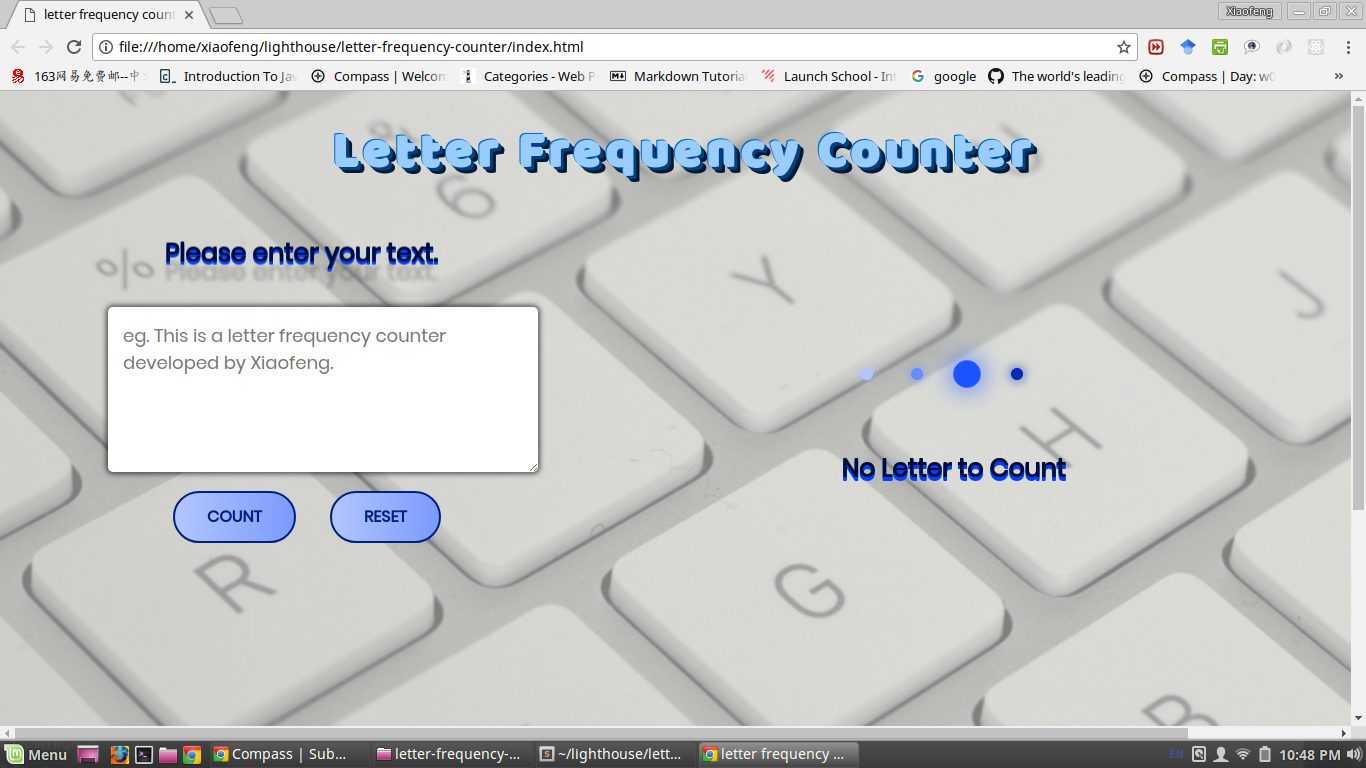 letter frequency count
Xiaofeng
file:///home/xiaofeng/lighthouse/letter-frequency-counter/index.html
163网易免费邮--中 Introduction To Jav Compass | Welcom Categories - Web P Markdown Tutoria Launch School - Int google The world's leading Compass | Day: w0
Letter Frequency Counter
Please enter your text.
eg. This is a letter frequency counter
developed by Xiaofeng.
No Letter to Count
COUNT RESET
6
%
Y
J
H
R
G
B
Menu Compass | Sub... letter-frequency-... ~/lighthouse/lett... letter frequency ... EN 10:48 PM